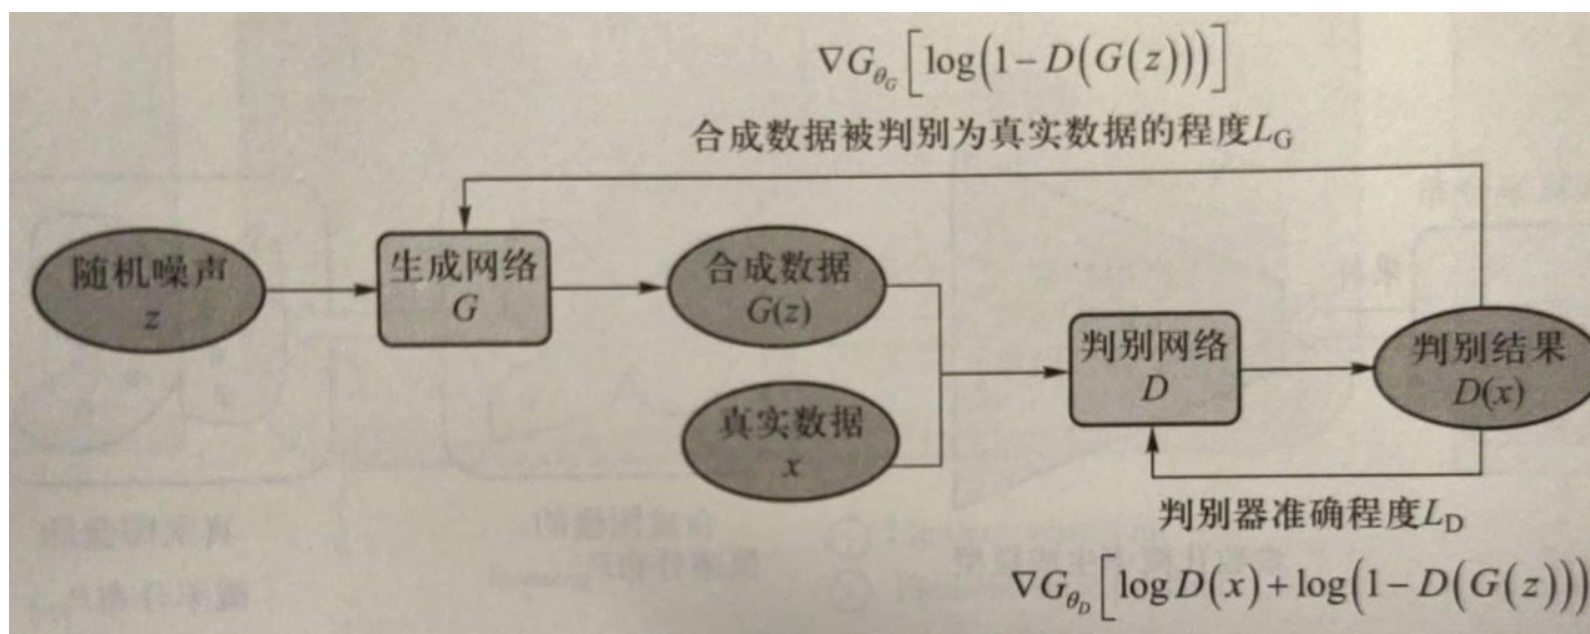 ∇G_{θ_G}[log(1−D(G(z)))]
合成数据被判别为真实数据的程度L_G
随机噪声
z
生成网络
G
合成数据
G(z)
真实数据
x
判别网络
D
判别结果
D(x)
判别器准确程度L_D
∇G_{θ_D}[logD(x)+log(1−D(G(z)))